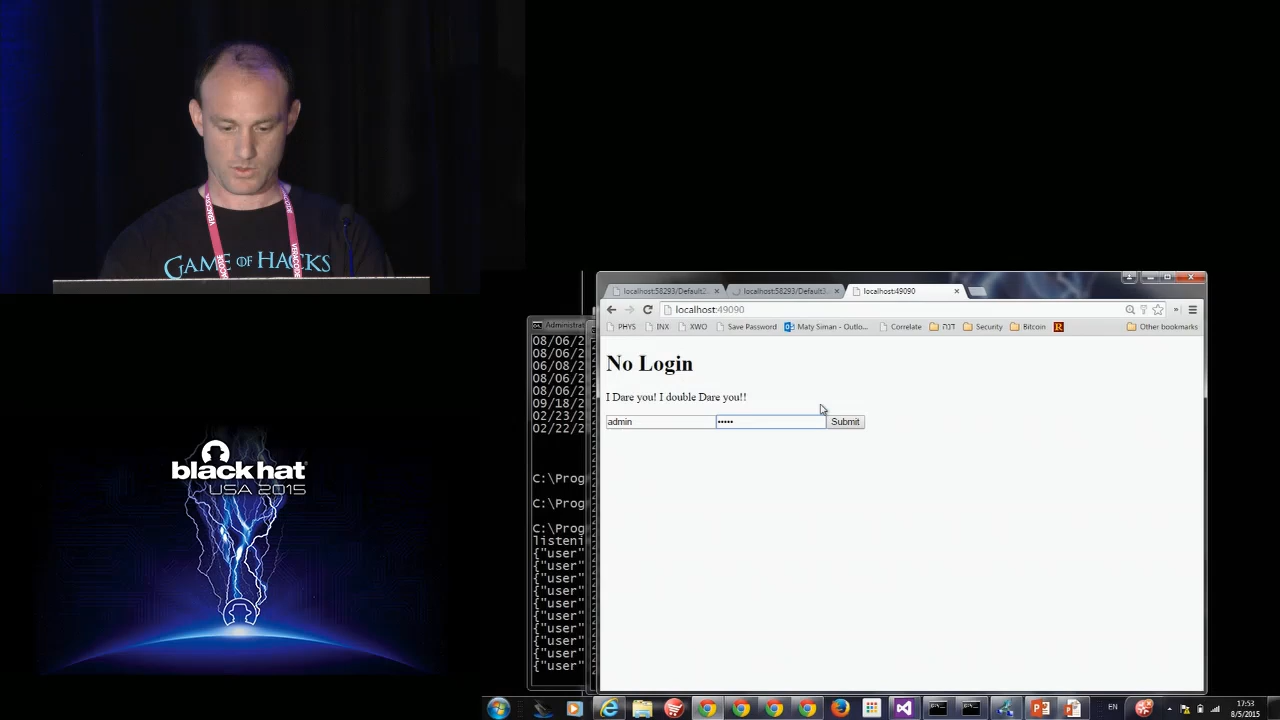 GAME OF HACKS
VERACODE
VERACODE
black hat
USA 2015
Administrat
08/06/2
08/06/2
06/08/2
08/06/2
08/06/2
09/18/2
02/23/2
02/22/2
C:\Prog
C:\Prog
C:\Prog
listeni
{"user"
{"user"
{"user"
{"user"
{"user"
{"user"
{"user"
{"user"
{"user"
{"user"
localhost:58293/Default2. localhost:58293/Default3. localhost:49090
localhost:49090
PHYS INX XWO Save Password Maty Siman - Outlo... Correlate דנה Security Bitcoin R Other bookmarks
No Login
I Dare you! I double Dare you!!
admin ••••• Submit
EN 17:53
8/5/2015